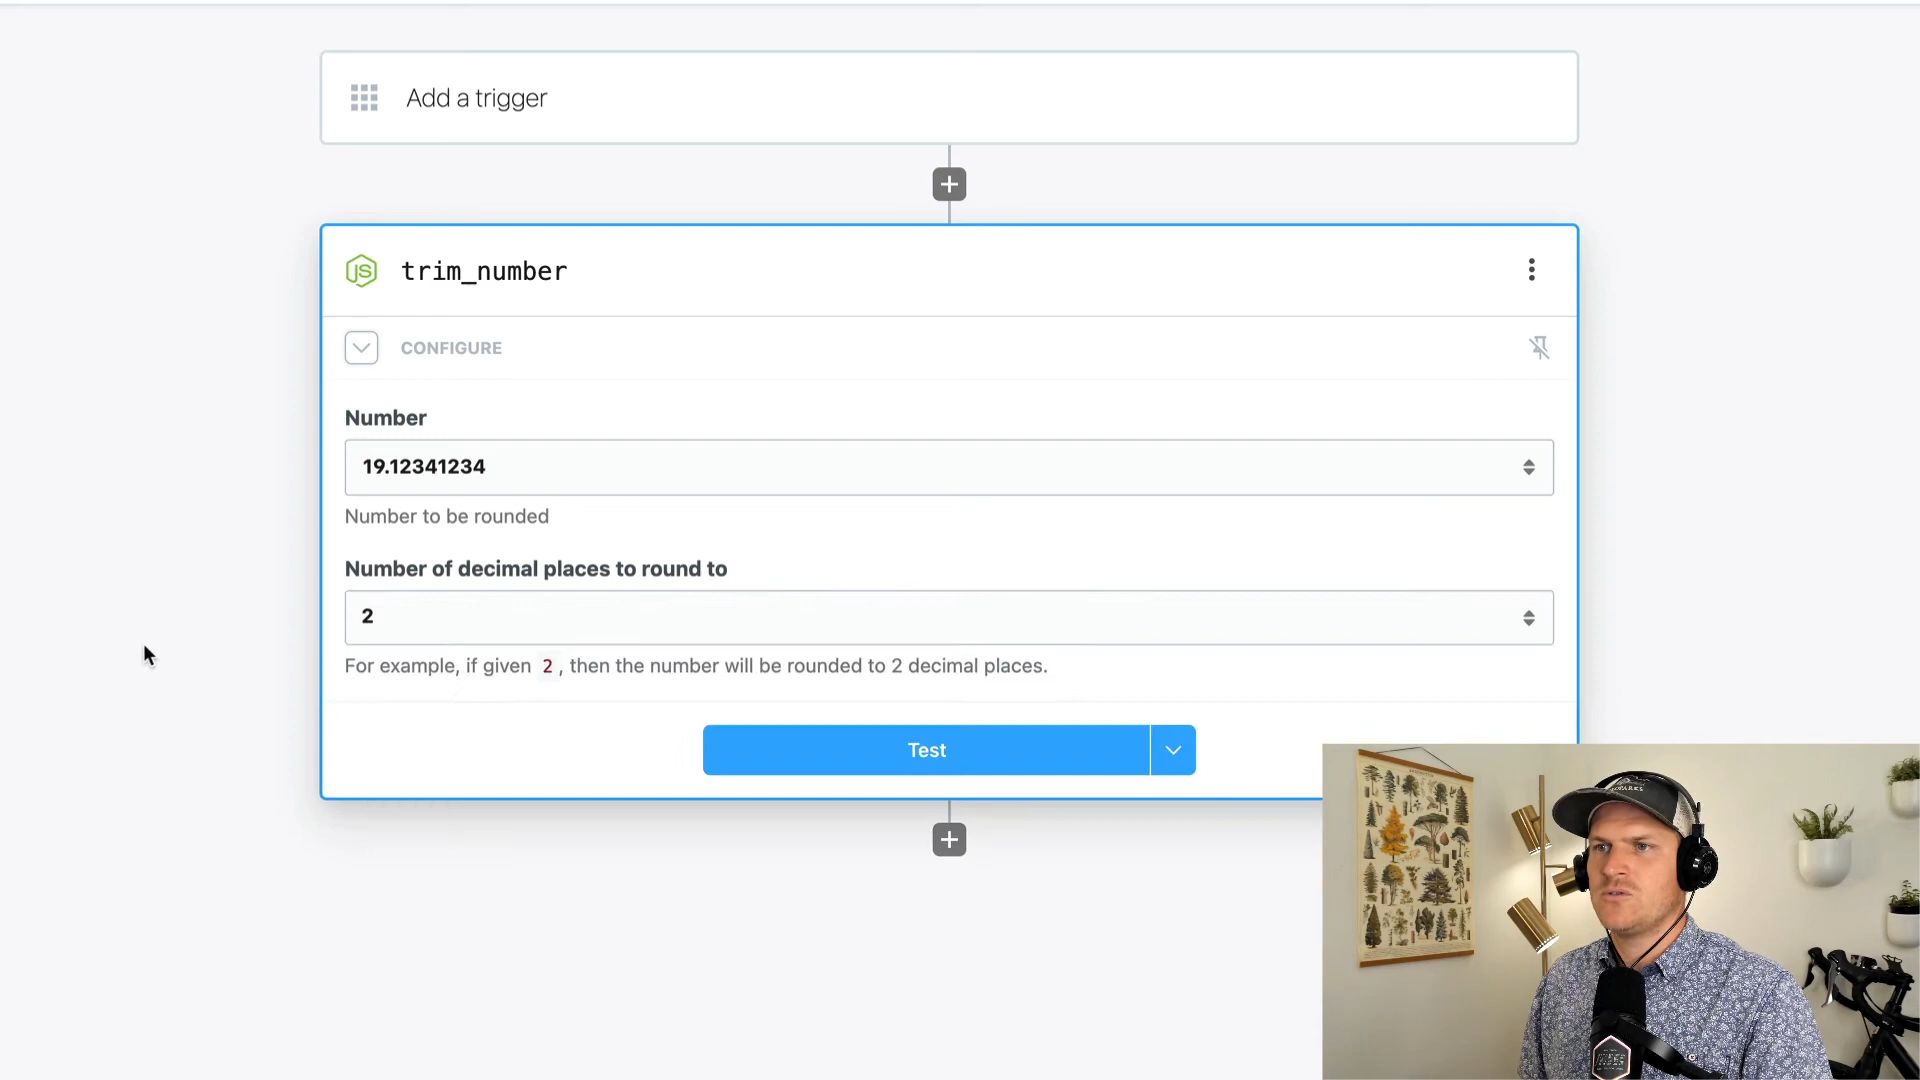 Add a trigger
JS
trim_number
CONFIGURE
Number
19.12341234
Number to be rounded
Number of decimal places to round to
2
For example, if given 2, then the number will be rounded to 2 decimal places.
Test